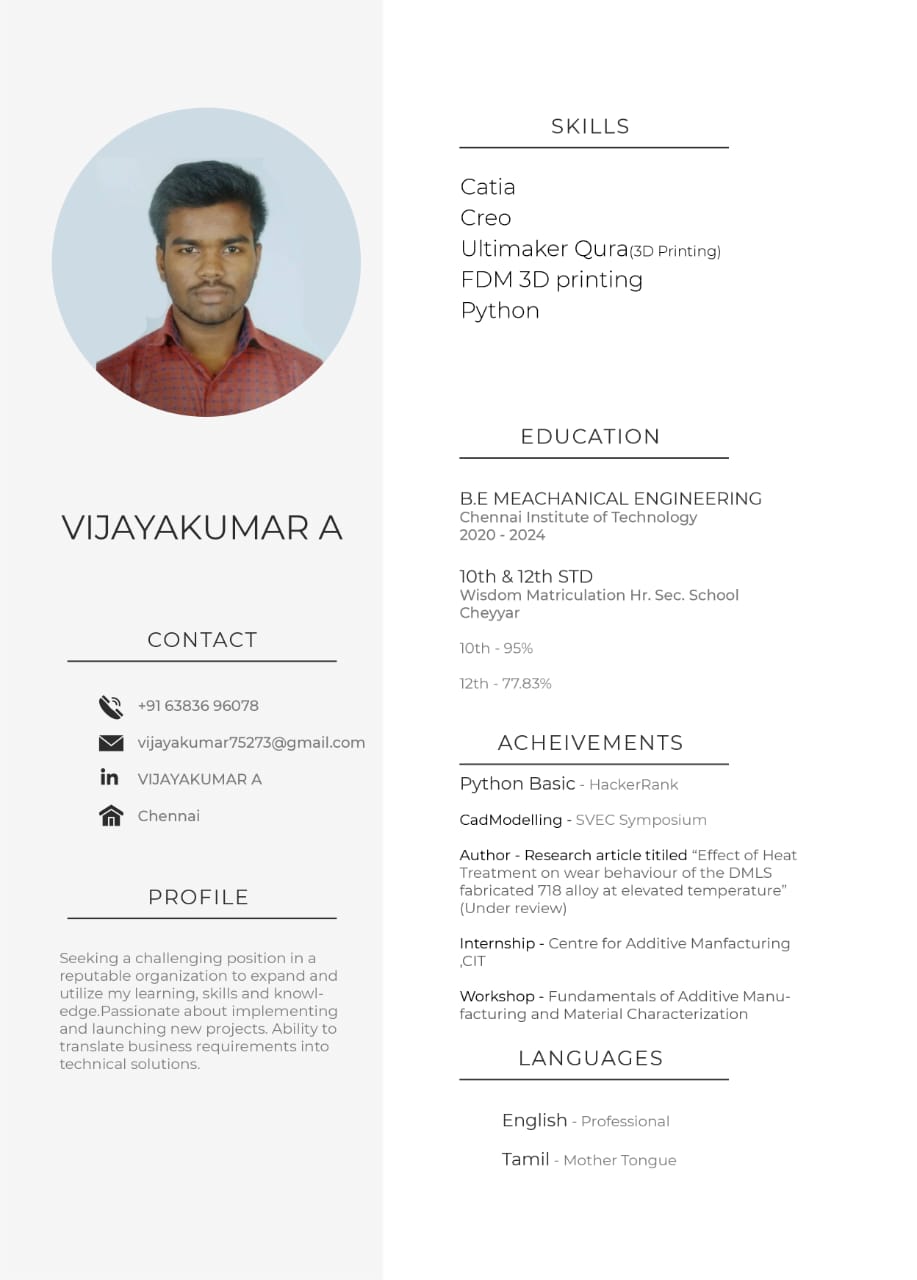 VIJAYAKUMAR A
CONTACT
+91 63836 96078
vijayakumar75273@gmail.com
in
VIJAYAKUMAR A
Chennai
PROFILE
Seeking a challenging position in a
reputable organization to expand and
utilize my learning, skills and knowl-
edge.Passionate about implementing
and launching new projects. Ability to
translate business requirements into
technical solutions.
SKILLS
Catia
Creo
Ultimaker Qura(3D Printing)
FDM 3D printing
Python
EDUCATION
B.E MEACHANICAL ENGINEERING
Chennai Institute of Technology
2020 - 2024
10th & 12th STD
Wisdom Matriculation Hr. Sec. School
Cheyyar
10th - 95%
12th - 77.83%
ACHEIVEMENTS
Python Basic - HackerRank
CadModelling - SVEC Symposium
Author - Research article titiled “Effect of Heat
Treatment on wear behaviour of the DMLS
fabricated 718 alloy at elevated temperature”
(Under review)
Internship - Centre for Additive Manfacturing
,CIT
Workshop - Fundamentals of Additive Manu-
facturing and Material Characterization
LANGUAGES
English - Professional
Tamil - Mother Tongue